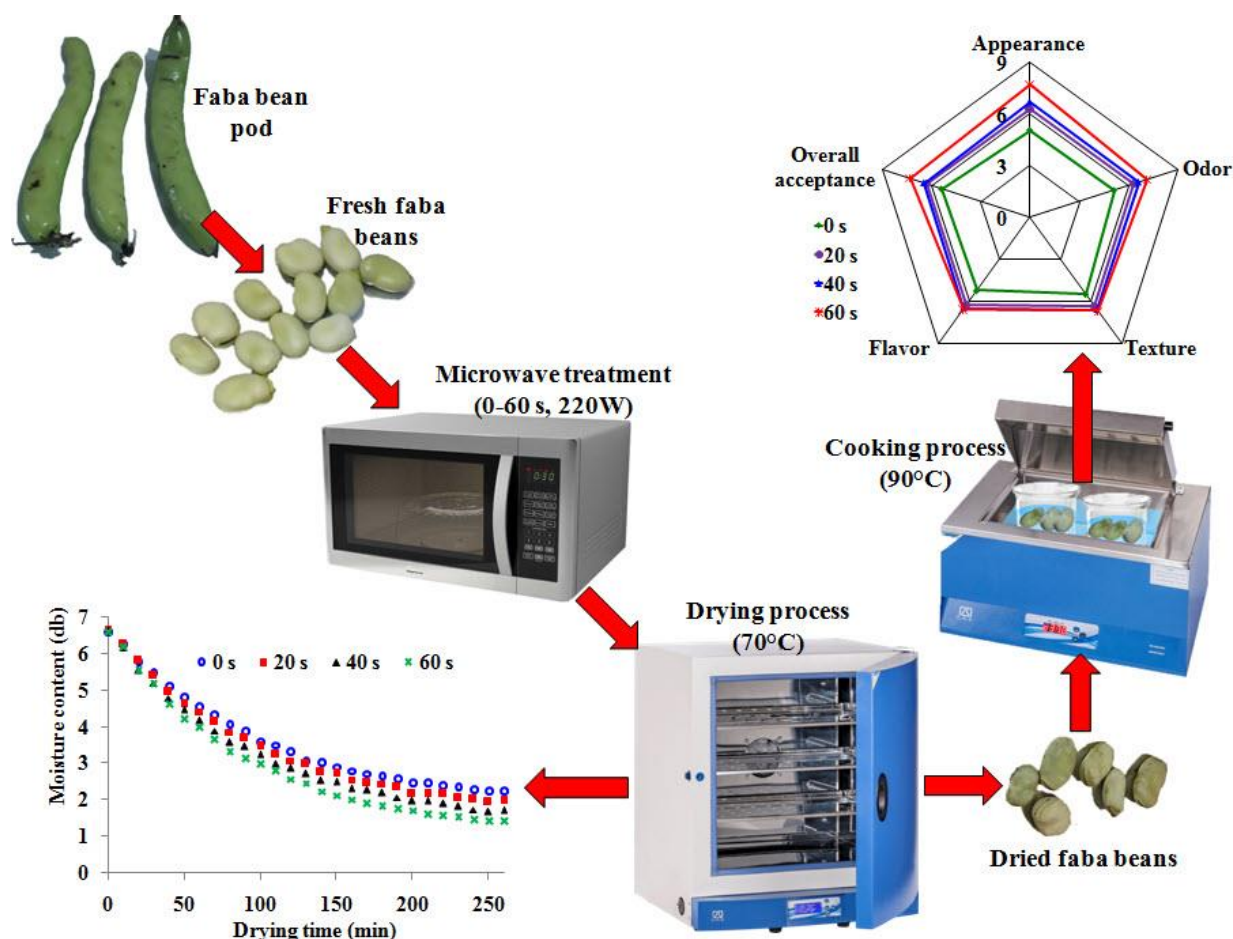 Faba bean
pod
Fresh faba
beans
Microwave treatment
(0-60 s, 220W)
Drying process
(70°C)
Dried faba beans
Cooking process
(90°C)
Appearance
9
6
3
0
Odor
Texture
Flavor
Overall
acceptance
0 s
20 s
40 s
60 s
0:30
Moisture content (db)
7
6
5
4
3
2
1
0
0 s 20 s 40 s 60 s
0 50 100 150 200 250
Drying time (min)